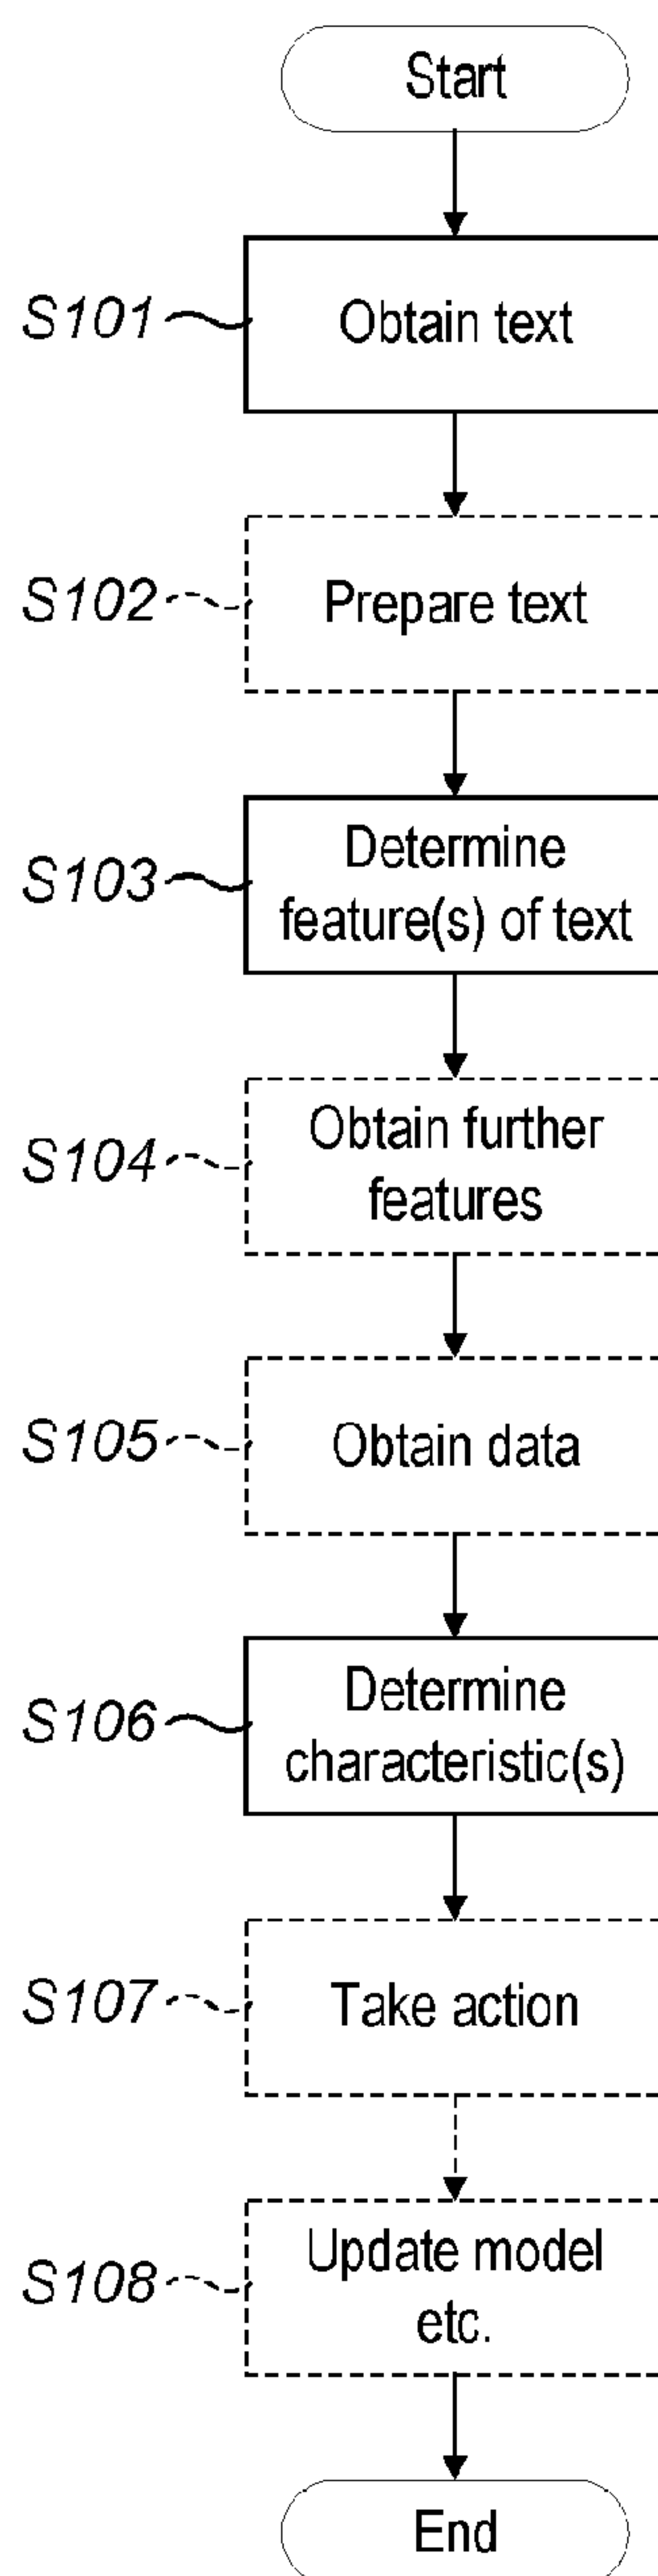 Start
S101
Obtain text
S102
Prepare text
S103
Determine
feature(s) of text
S104
Obtain further
features
S105
Obtain data
S106
Determine
characteristic(s)
S107
Take action
S108
Update model
etc.
End